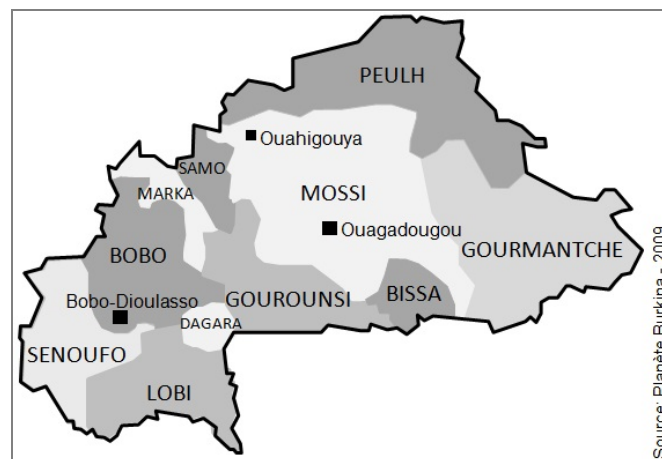 PEULH
Ouahigouya
SAMO
MARKA
MOSSI
Ouagadougou
BOBO
GOURMANTCHE
Bobo-Dioulasso
GOUROUNSI
BISSA
DAGARA
SENOUFO
LOBI
Source: Planète Burkina - 2009